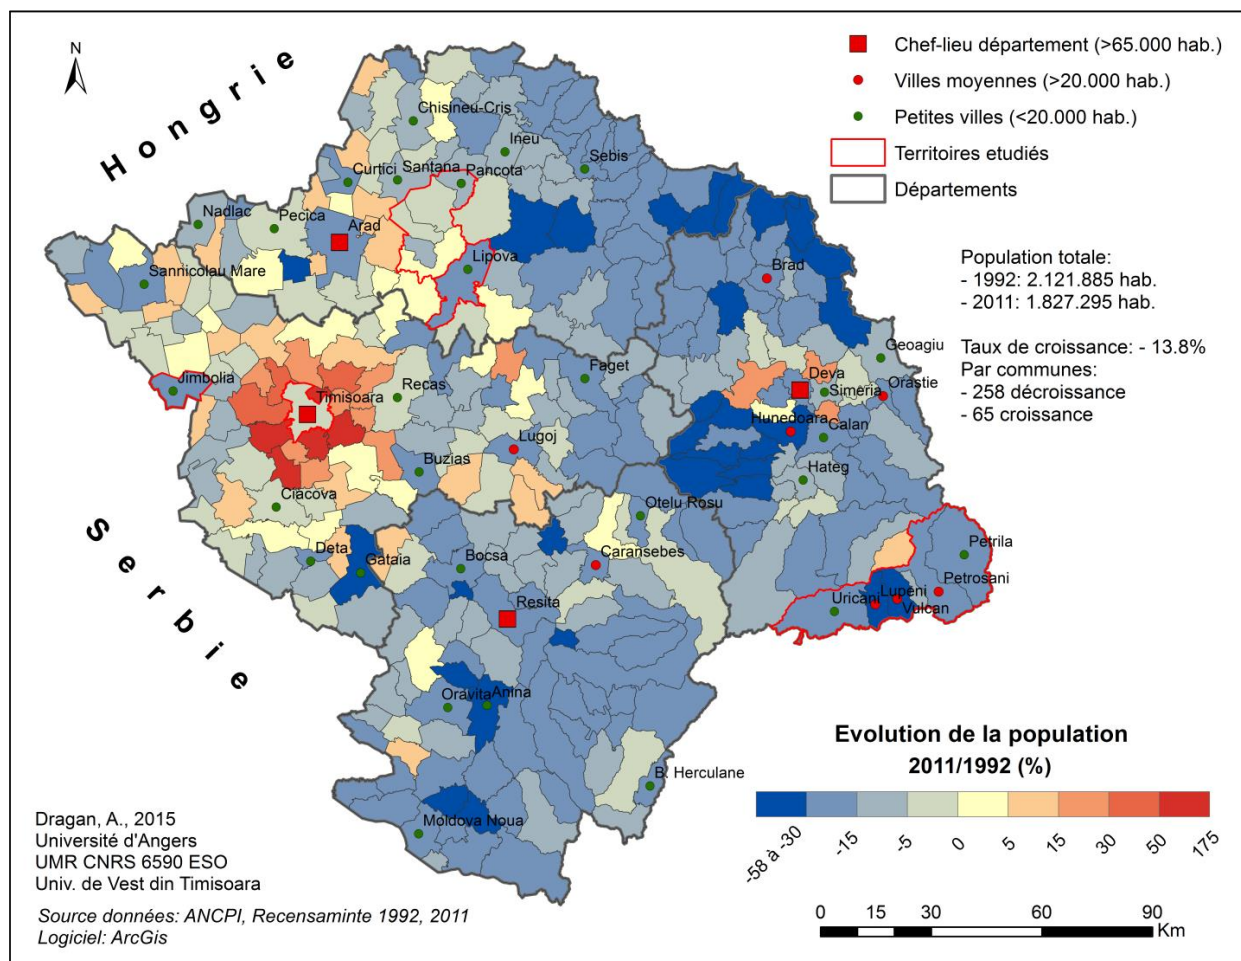 N
Hongrie
Serbie
Chef-lieu département (>65.000 hab.)
Villes moyennes (>20.000 hab.)
Petites villes (<20.000 hab.)
Territoires etudiés
Départements
Population totale:
- 1992: 2.121.885 hab.
- 2011: 1.827.295 hab.
Taux de croissance: - 13.8%
Par communes:
- 258 décroissance
- 65 croissance
Chisineu-Cris
Ineu
Sebis
Curtici
Santana
Pancota
Nadlac
Pecica
Arad
Lipova
Sannicolau Mare
Brad
Geoagiu
Jimbolia
Timisoara
Recas
Faget
Deva
Simeria
Orastie
Hunedoara
Calan
Lugoj
Buzias
Hateg
Ciacova
Otelu Rosu
Deta
Gataia
Bocsa
Caransebes
Petrila
Petrosani
Uricani
Lupeni
Vulcan
Resita
Oravita
Anina
B. Herculane
Moldova Noua
Evolution de la population
2011/1992 (%)
-58 à -30
-15
-5
0
5
15
30
50
175
0 15 30 60 90
Km
Dragan, A., 2015
Université d'Angers
UMR CNRS 6590 ESO
Univ. de Vest din Timisoara
Source données: ANCPI, Recensaminte 1992, 2011
Logiciel: ArcGis